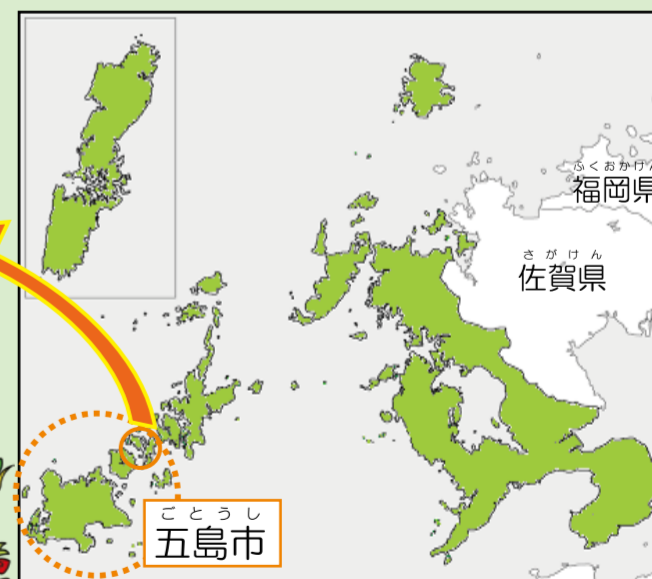 ふくおかけん
福岡県
さがけん
佐賀県
ごとうし
五島市